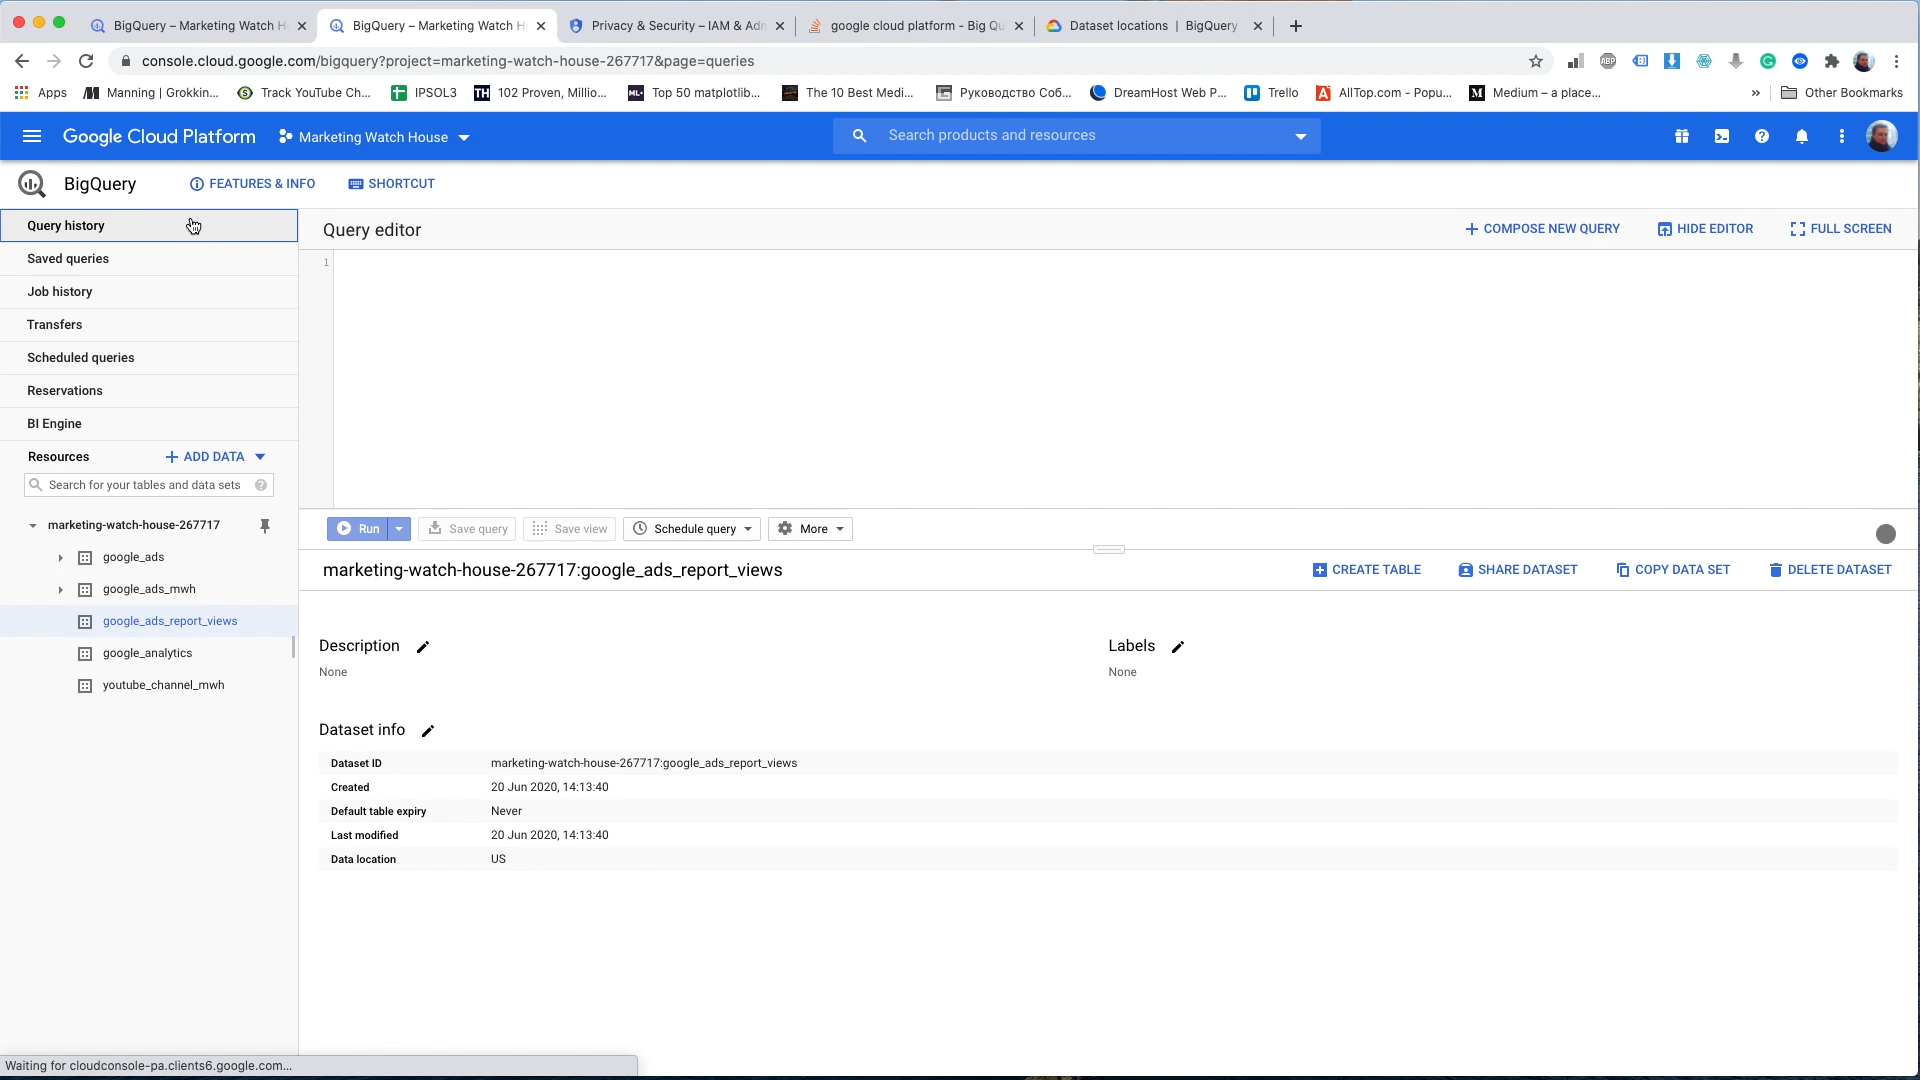 BigQuery – Marketing Watch H
BigQuery – Marketing Watch H
Privacy & Security – IAM & Adn
google cloud platform - Big Qu
Dataset locations | BigQuery
console.cloud.google.com/bigquery?project=marketing-watch-house-267717&page=queries
ABP
Apps
Manning | Grokkin...
Track YouTube Ch...
IPSOL3
TH 102 Proven, Millio...
ML• Top 50 matplotlib...
The 10 Best Medi...
Руководство Соб...
DreamHost Web P...
Trello
AllTop.com - Popu...
Medium – a place...
»
Other Bookmarks
Google Cloud Platform
Marketing Watch House
Search products and resources
BigQuery
FEATURES & INFO
SHORTCUT
Query history
Saved queries
Job history
Transfers
Scheduled queries
Reservations
BI Engine
Resources
+ ADD DATA
Search for your tables and data sets
marketing-watch-house-267717
google_ads
google_ads_mwh
google_ads_report_views
google_analytics
youtube_channel_mwh
Query editor
+ COMPOSE NEW QUERY
HIDE EDITOR
FULL SCREEN
1
Run
Save query
Save view
Schedule query
More
marketing-watch-house-267717:google_ads_report_views
CREATE TABLE
SHARE DATASET
COPY DATA SET
DELETE DATASET
Description
None
Labels
None
Dataset info
Dataset ID marketing-watch-house-267717:google_ads_report_views
Created 20 Jun 2020, 14:13:40
Default table expiry Never
Last modified 20 Jun 2020, 14:13:40
Data location US
Waiting for cloudconsole-pa.clients6.google.com...